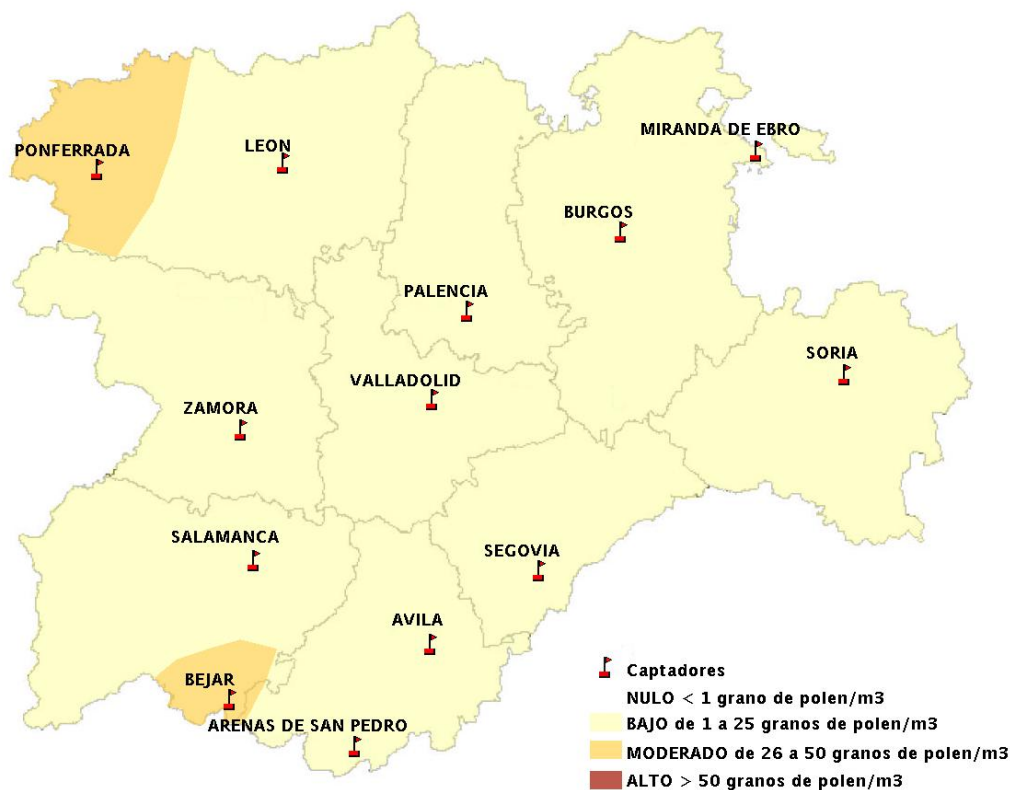 MIRANDA DE EBRO
PONFERRADA
LEON
BURGOS
PALENCIA
SORIA
VALLADOLID
ZAMORA
SALAMANCA
SEGOVIA
AVILA
BEJAR
ARENAS DE SAN PEDRO
Captadores
NULO < 1 grano de polen/m3
BAJO de 1 a 25 granos de polen/m3
MODERADO de 26 a 50 granos de polen/m3
ALTO > 50 granos de polen/m3